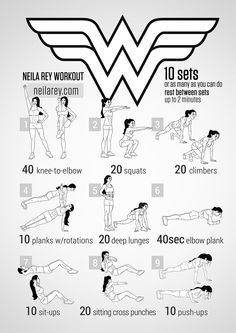 W
NEILA REY WORKOUT
neilarey.com
10 sets
or as many as you can do
rest between sets
up to 2 minutes
1
2
3
40 knee-to-elbow
20 squats
20 climbers
4
5
6
10 planks w/rotations
20 deep lunges
40sec elbow plank
7
8
9
10 sit-ups
20 sitting cross punches
10 push-ups